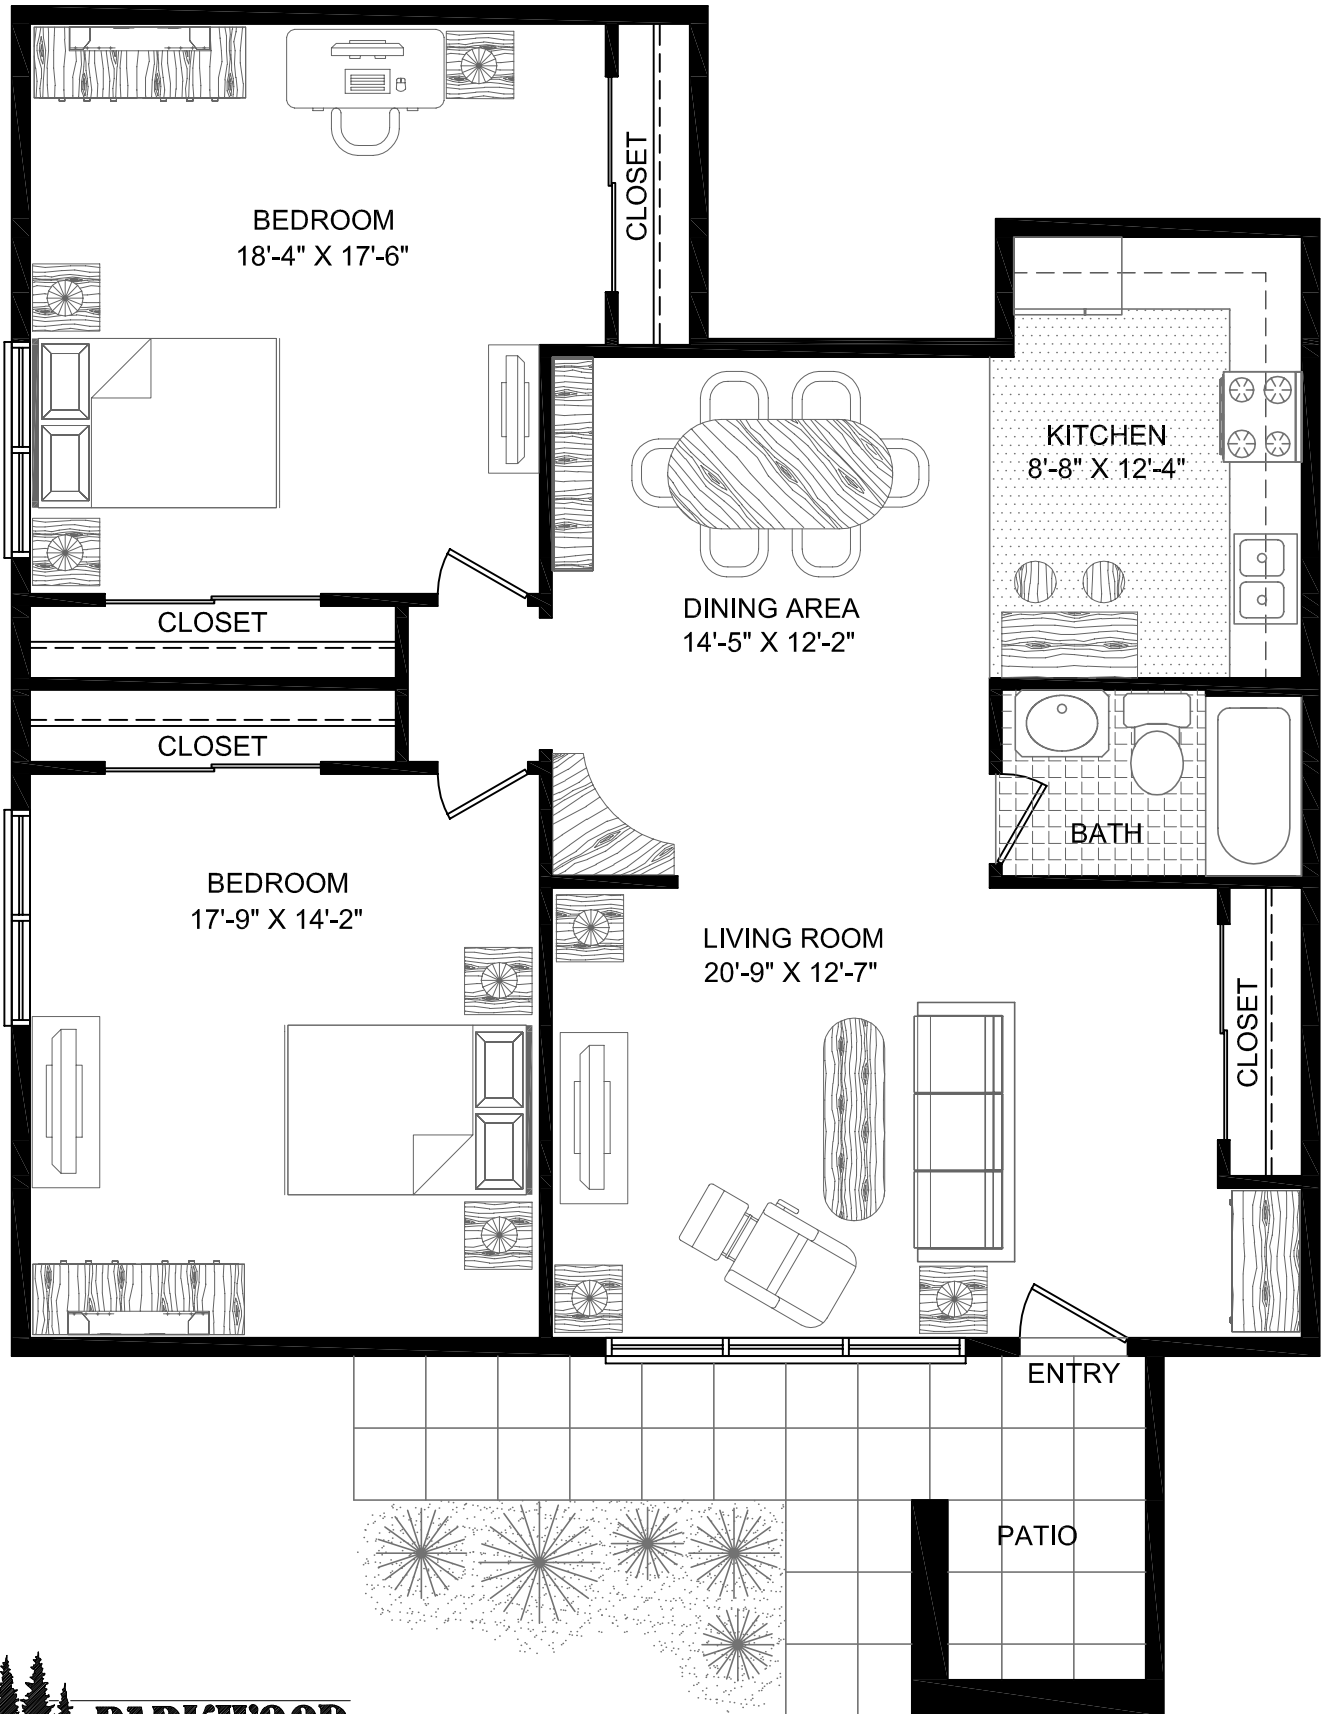 CLOSET
BEDROOM
18'-4" X 17'-6"
KITCHEN
8'-8" X 12'-4"
CLOSET
DINING AREA
14'-5" X 12'-2"
CLOSET
BATH
BEDROOM
17'-9" X 14'-2"
LIVING ROOM
20'-9" X 12'-7"
CLOSET
ENTRY
PATIO
PARKWOOD